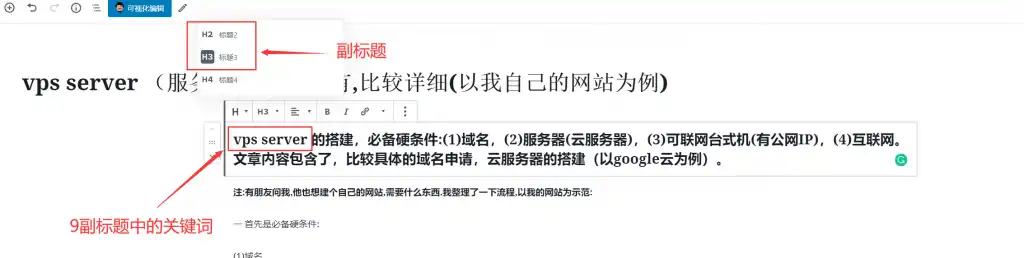 可视化编辑
H2 标题2
H3 标题3
H4 标题4
副标题
vps server （服 有,比较详细(以我自己的网站为例)
H H3 B I
vps server 的搭建，必备硬条件:(1)域名，(2)服务器(云服务器)，(3)可联网台式机(有公网IP)，(4)互联网。
文章内容包含了，比较具体的域名申请，云服务器的搭建（以google云为例）。
注:有朋友问我,他也想建个自己的网站,需要什么东西.我整理了一下流程,以我的网站为示范:
9副标题中的关键词
一 首先是必备硬条件:
(1)域名